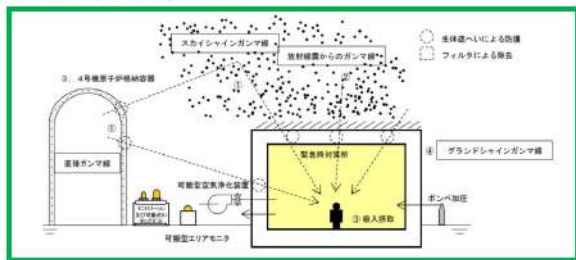 スカイシャインガンマ線
放射線雲からのガンマ線
生体遮へいによる防護
フィルタによる除去
３．４号機原子炉格納容器
①
②
①
直接ガンマ線
緊急時対策所
④
グランドシャインガンマ線
可搬型空気浄化装置
ボンベ加圧
③吸入摂取
可搬型エリアモニタ